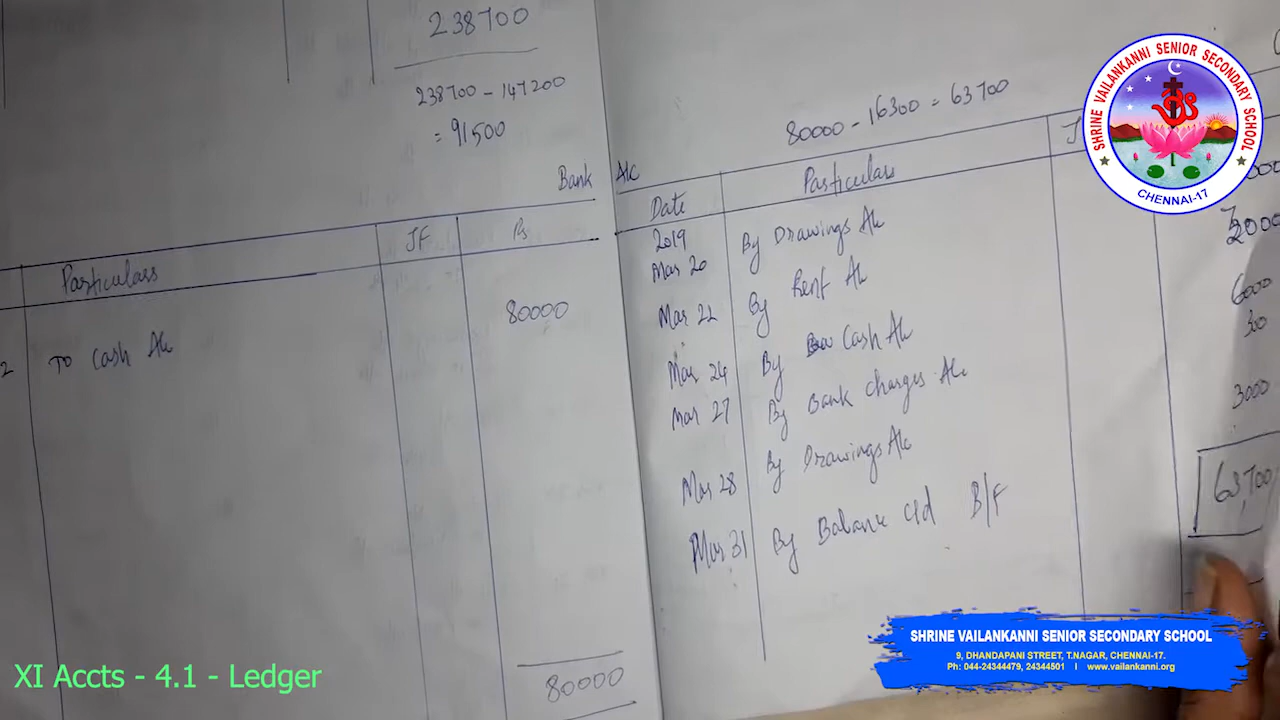 238700
238700 - 147200
= 91500
80000 - 16300 = 63700
Bank A/c
Particulars JF Rs
Date Particulars
2 To Cash A/c 80000
2019
Mar 20 By Drawings A/c
Mar 22 By Rent A/c 6000
Mar 24 By Cash A/c
Mar 27 By Bank charges A/c
Mar 28 By Drawings A/c 3000
Mar 31 By Balance c/d B/F 63700
80000
SHRINE VAILANKANNI SENIOR SECONDARY SCHOOL
CHENNAI-17
SHRINE VAILANKANNI SENIOR SECONDARY SCHOOL
9, DHANDAPANI STREET, T.NAGAR, CHENNAI-17.
Ph: 044-24344479, 24344501 I www.vailankanni.org
XI Accts - 4.1 - Ledger